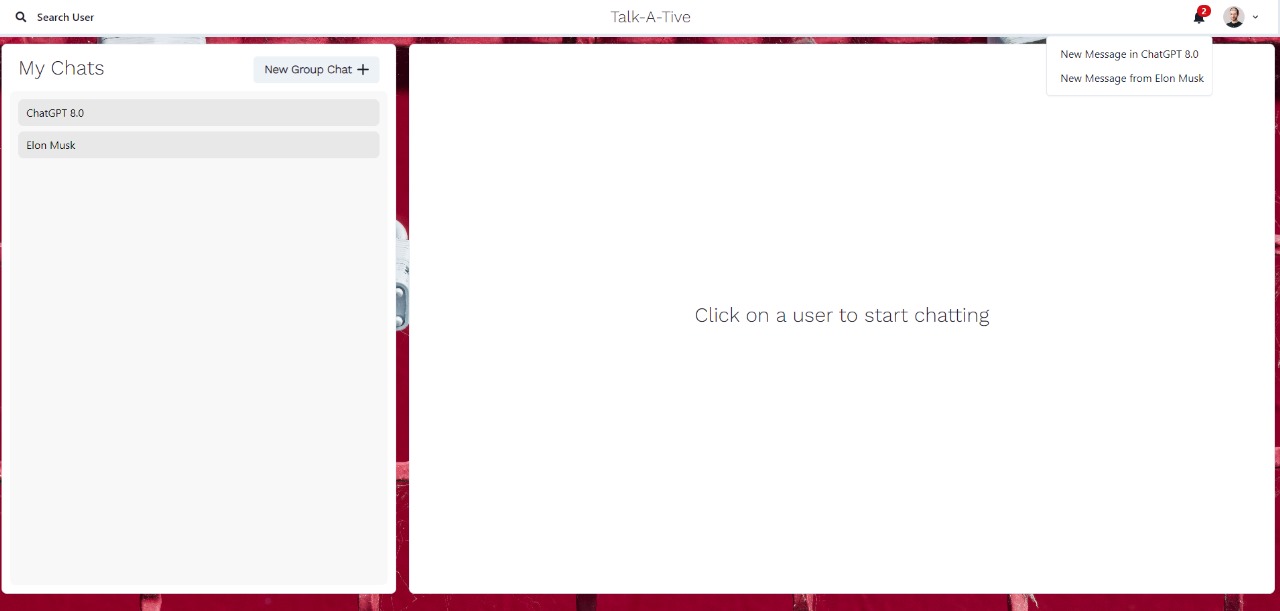 Search User
Talk-A-Tive
2
New Message in ChatGPT 8.0
New Message from Elon Musk
My Chats
New Group Chat
ChatGPT 8.0
Elon Musk
Click on a user to start chatting